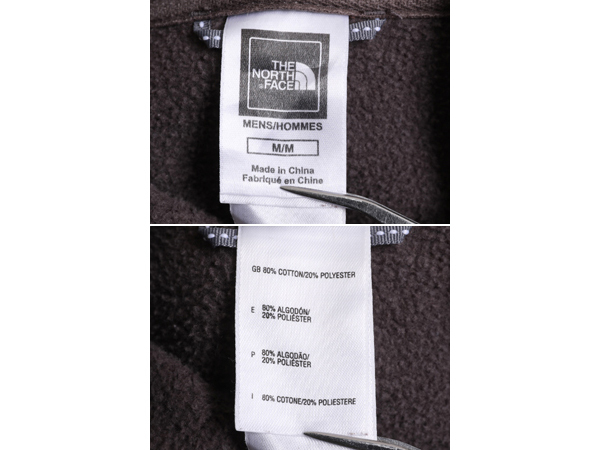 THE
NORTH
FACE
MENS/HOMMES
M/M
Made in China
Fabriqué en Chine
GB 80% COTTON/20% POLYESTER
E 80% ALGODÓN/
20% POLIÉSTER
P 80% ALGODÃO/
20% POLIÉSTER
I 80% COTONE/20% POLIESTERE